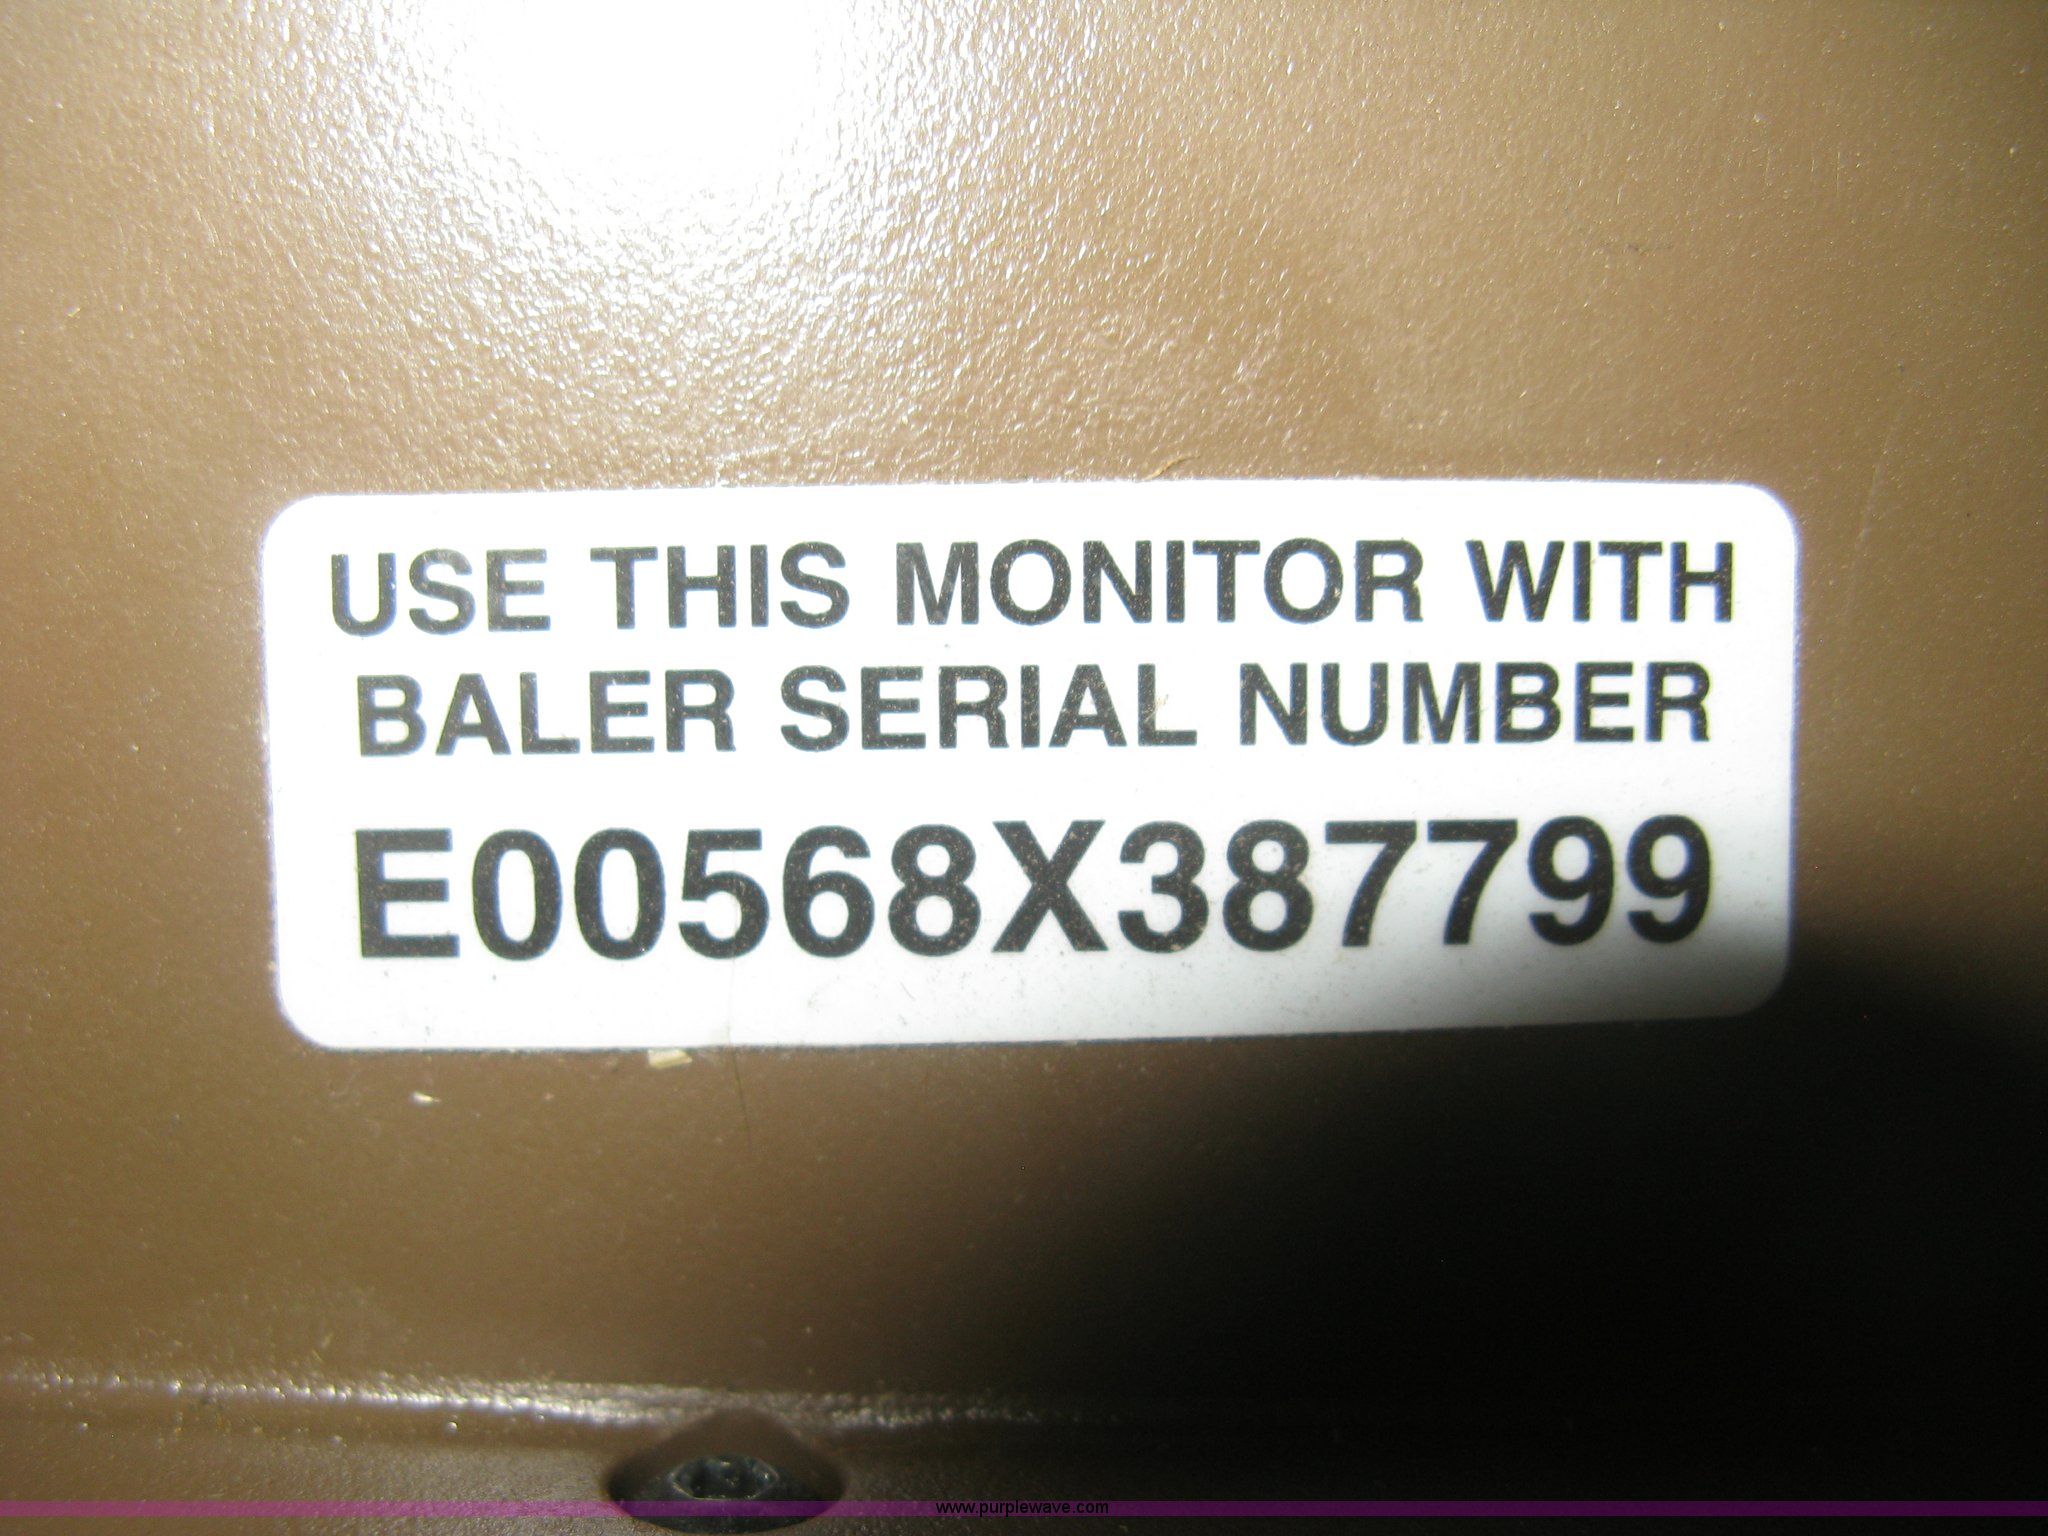 USE THIS MONITOR WITH
BALER SERIAL NUMBER
E00568X387799
www.purplewave.com